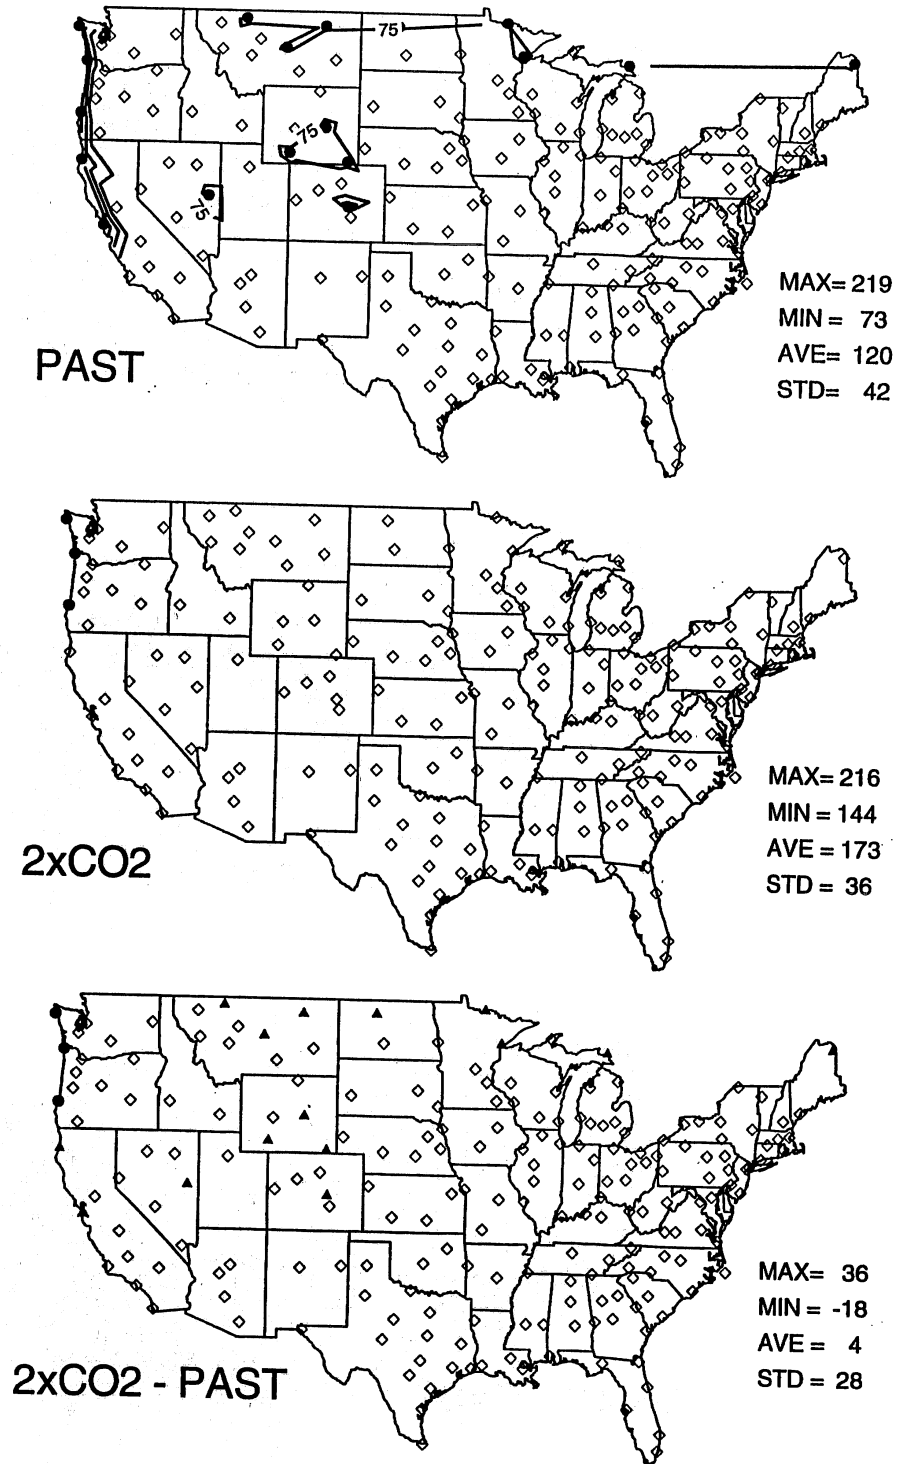 75
75
75
PAST
MAX= 219
MIN = 73
AVE= 120
STD= 42
2xCO2
MAX= 216
MIN = 144
AVE = 173
STD = 36
2xCO2 - PAST
MAX= 36
MIN = -18
AVE = 4
STD = 28